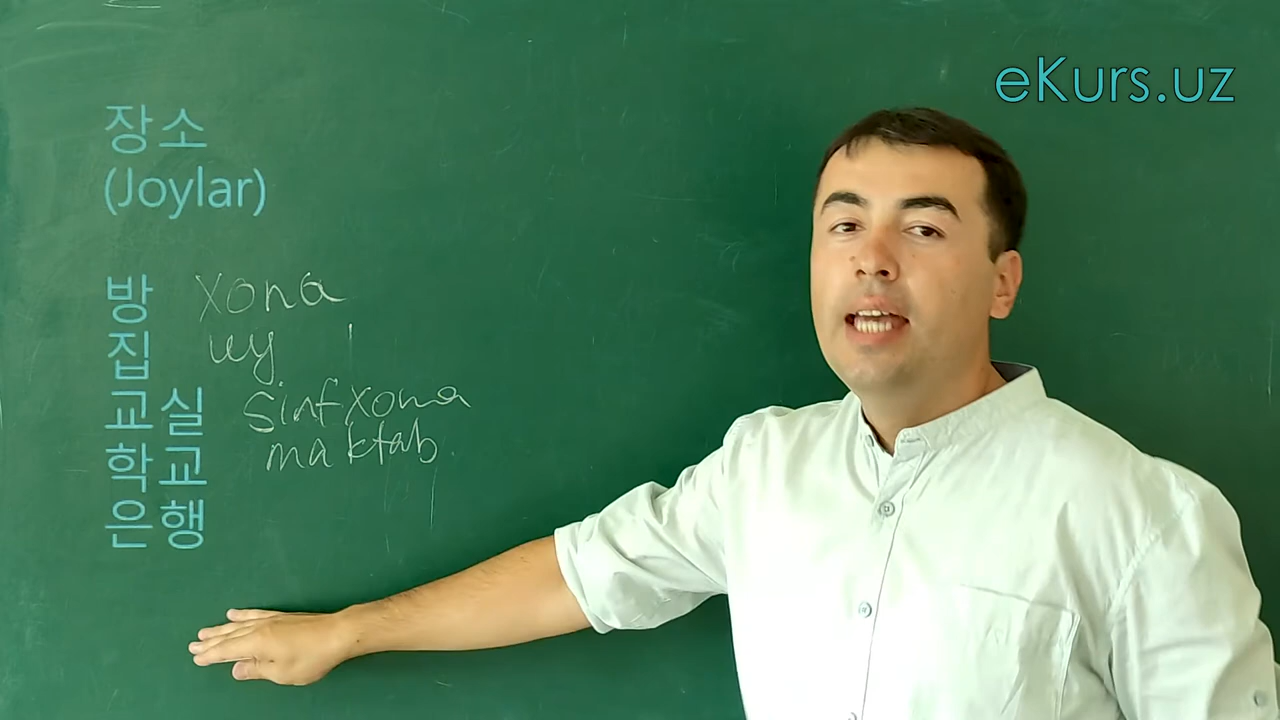 eKurs.uz
장소
(Joylar)
방 xona
집 uy
교실 sinfxona
학교 maktab
은행